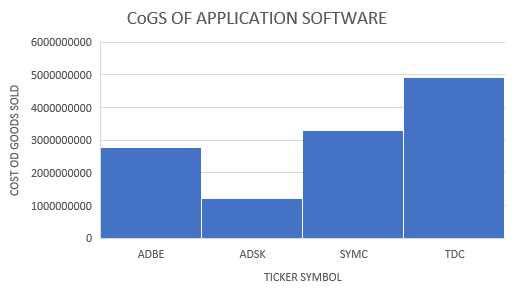 CoGS OF APPLICATION SOFTWARE
6000000000
5000000000
4000000000
3000000000
2000000000
1000000000
0
COST OD GOODS SOLD
ADBE ADSK SYMC TDC
TICKER SYMBOL